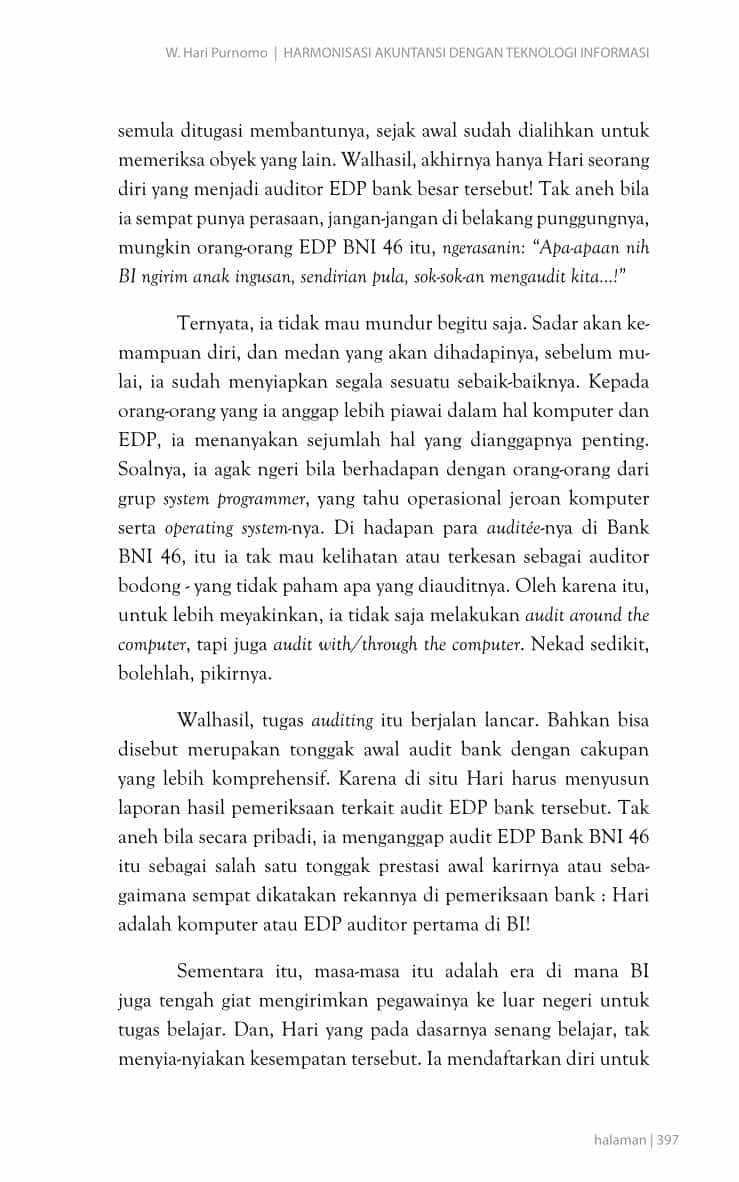 W. Hari Purnomo | HARMONISASI AKUNTANSI DENGAN TEKNOLOGI INFORMASI
semula ditugasi membantunya, sejak awal sudah dialihkan untuk
memeriksa obyek yang lain. Walhasil, akhirnya hanya Hari seorang
diri yang menjadi auditor EDP bank besar tersebut! Tak aneh bila
ia sempat punya perasaan, jangan-jangan di belakang punggungnya,
mungkin orang-orang EDP BNI 46 itu, ngerasanin: “Apa-apaan nih
BI ngirim anak ingusan, sendirian pula, sok-sok-an mengaudit kita...!”
Ternyata, ia tidak mau mundur begitu saja. Sadar akan ke-
mampuan diri, dan medan yang akan dihadapinya, sebelum mu-
lai, ia sudah menyiapkan segala sesuatu sebaik-baiknya. Kepada
orang-orang yang ia anggap lebih piawai dalam hal komputer dan
EDP, ia menanyakan sejumlah hal yang dianggapnya penting.
Soalnya, ia agak ngeri bila berhadapan dengan orang-orang dari
grup system programmer, yang tahu operasional jeroan komputer
serta operating system-nya. Di hadapan para auditée-nya di Bank
BNI 46, itu ia tak mau kelihatan atau terkesan sebagai auditor
bodong - yang tidak paham apa yang diauditnya. Oleh karena itu,
untuk lebih meyakinkan, ia tidak saja melakukan audit around the
computer, tapi juga audit with/through the computer. Nekad sedikit,
bolehlah, pikirnya.
Walhasil, tugas auditing itu berjalan lancar. Bahkan bisa
disebut merupakan tonggak awal audit bank dengan cakupan
yang lebih komprehensif. Karena di situ Hari harus menyusun
laporan hasil pemeriksaan terkait audit EDP bank tersebut. Tak
aneh bila secara pribadi, ia menganggap audit EDP Bank BNI 46
itu sebagai salah satu tonggak prestasi awal karirnya atau seba-
gaimana sempat dikatakan rekannya di pemeriksaan bank : Hari
adalah komputer atau EDP auditor pertama di BI!
Sementara itu, masa-masa itu adalah era di mana BI
juga tengah giat mengirimkan pegawainya ke luar negeri untuk
tugas belajar. Dan, Hari yang pada dasarnya senang belajar, tak
menyia-nyiakan kesempatan tersebut. Ia mendaftarkan diri untuk
halaman | 397